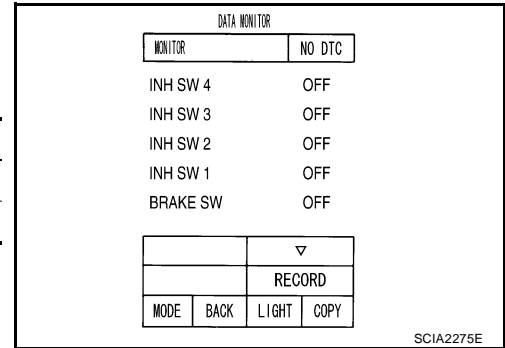 DATA MONITOR
MONITOR NO DTC
INH SW 4 OFF
INH SW 3 OFF
INH SW 2 OFF
INH SW 1 OFF
BRAKE SW OFF
▽
RECORD
MODE BACK LIGHT COPY
SCIA2275E